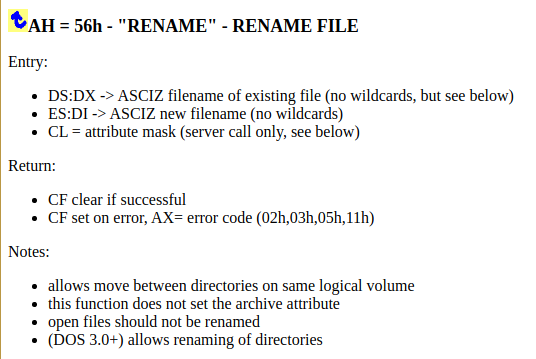 AH = 56h - "RENAME" - RENAME FILE
Entry:
DS:DX -> ASCIZ filename of existing file (no wildcards, but see below)
ES:DI -> ASCIZ new filename (no wildcards)
CL = attribute mask (server call only, see below)
Return:
CF clear if successful
CF set on error, AX= error code (02h,03h,05h,11h)
Notes:
allows move between directories on same logical volume
this function does not set the archive attribute
open files should not be renamed
(DOS 3.0+) allows renaming of directories